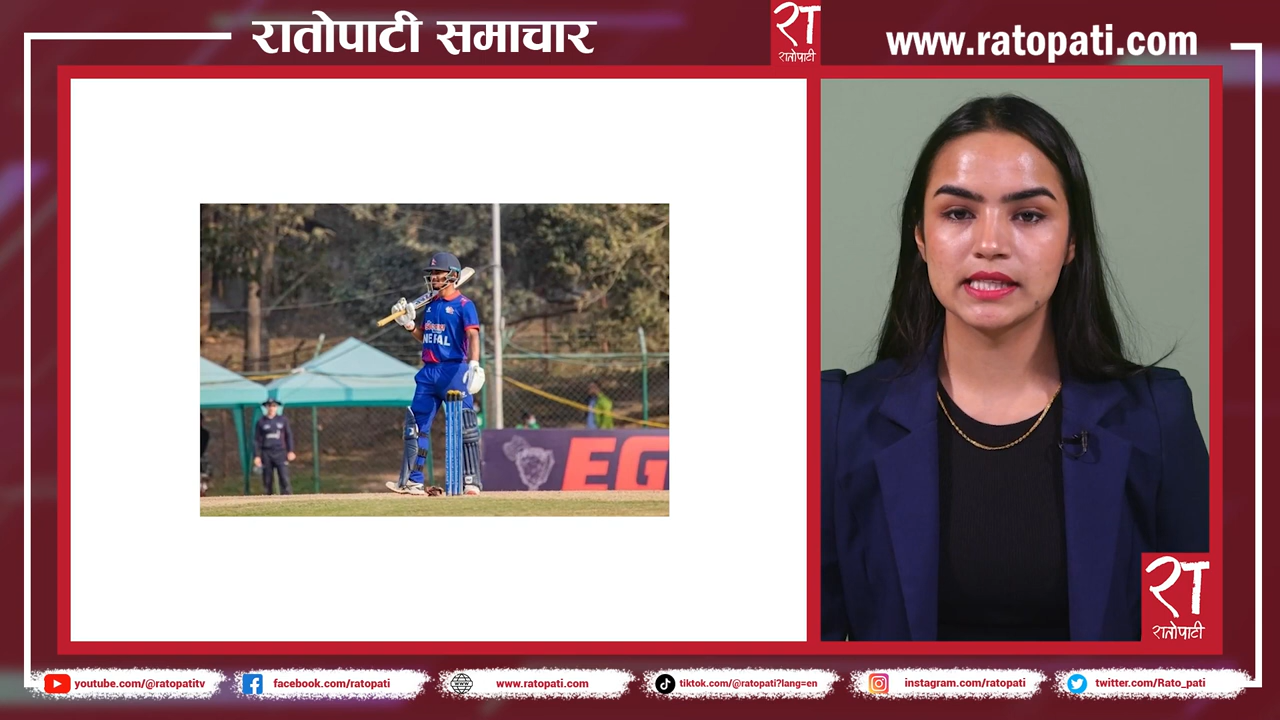 रातोपाटी समाचार
रा
रातोपाटी
www.ratopati.com
NEPAL
EG
रा
रातोपाटी
youtube.com/@ratopatitv
facebook.com/ratopati
www.ratopati.com
tiktok.com/@ratopati?lang=en
instagram.com/ratopati
twitter.com/Rato_pati